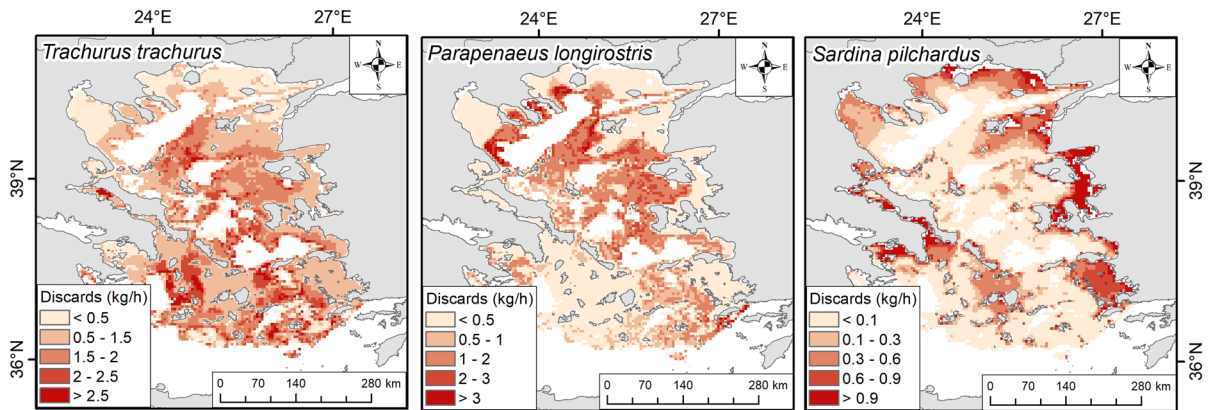 24°E 27°E 24°E 27°E 24°E 27°E
Trachurus trachurus
N
W E
S
39°N
36°N
Discards (kg/h)
< 0.5
0.5 - 1.5
1.5 - 2
2 - 2.5
> 2.5
0 70 140 280 km
Parapenaeus longirostris
N
W E
S
Discards (kg/h)
< 0.5
0.5 - 1
1 - 2
2 - 3
> 3
0 70 140 280 km
Sardina pilchardus
N
W E
S
Discards (kg/h)
< 0.1
0.1 - 0.3
0.3 - 0.6
0.6 - 0.9
> 0.9
0 70 140 280 km
39°N
36°N